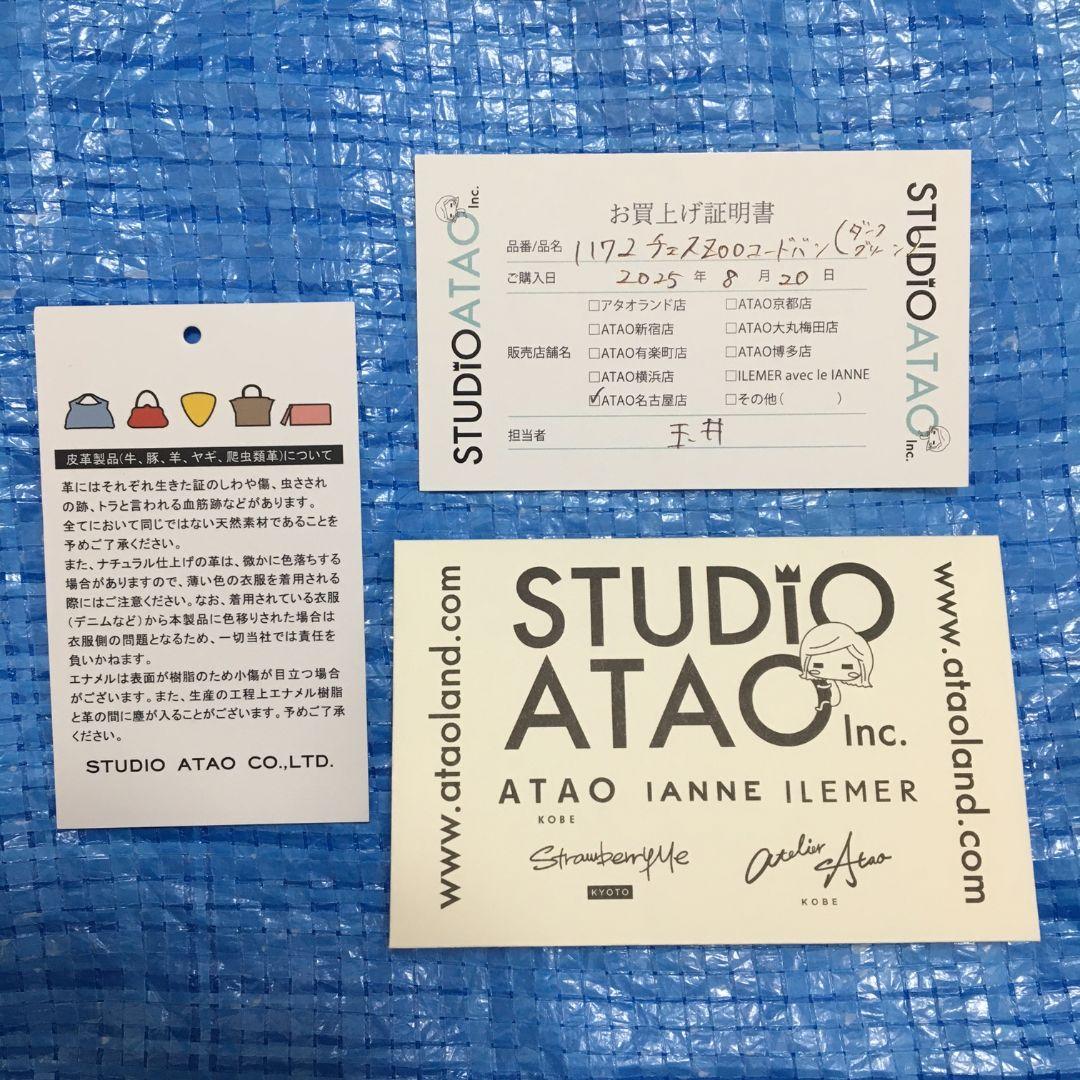 皮革製品(牛、豚、羊、ヤギ、爬虫類革)について
革にはそれぞれ生きた証のしわや傷、虫さされ
の跡、トラと言われる血筋跡などがあります。
全てにおいて同じではない天然素材であることを
予めご了承ください。
また、ナチュラル仕上げの革は、微かに色落ちする
場合がありますので、薄い色の衣服を着用される
際にはご注意ください。なお、着用されている衣服
(デニムなど)から本製品に色移りされた場合は
衣服側の問題となるため、一切当社では責任を
負いかねます。
エナメルは表面が樹脂のため小傷が目立つ場合
がございます。また、生産の工程上エナメル樹脂
と革の間に塵が入ることがございます。予めご了承
ください。
STUDIO ATAO CO.,LTD.
STUDIO ATAO Inc.
お買上げ証明書
品番/品名 1172 チェスZOOコードバン(ダークグリーン)
ご購入日 2025 年 8 月 20 日
販売店舗名
□アタオランド店 □ATAO京都店
□ATAO新宿店 □ATAO大丸梅田店
□ATAO有楽町店 □ATAO博多店
□ATAO横浜店 □ILEMER avec le IANNE
☑ATAO名古屋店 □その他( )
担当者 玉井
STUDIO ATAO Inc.
www.ataoland.com
STUDIO
ATAO Inc.
ATAO IANNE ILEMER
KOBE
StrawberryMe atelier Atao
KYOTO KOBE
www.ataoland.com